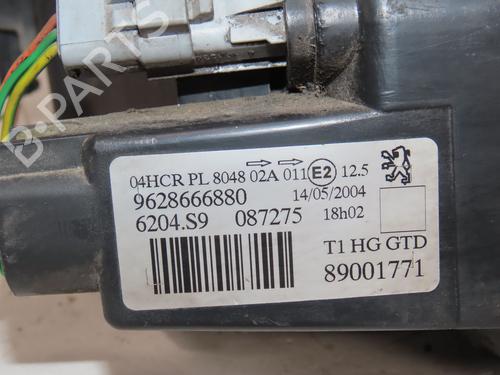 B-Parts
04HCR PL 8048 02A 011 E2 12.5
9628666880 14/05/2004
6204.S9 087275 18h02
T1 HG GTD
89001771